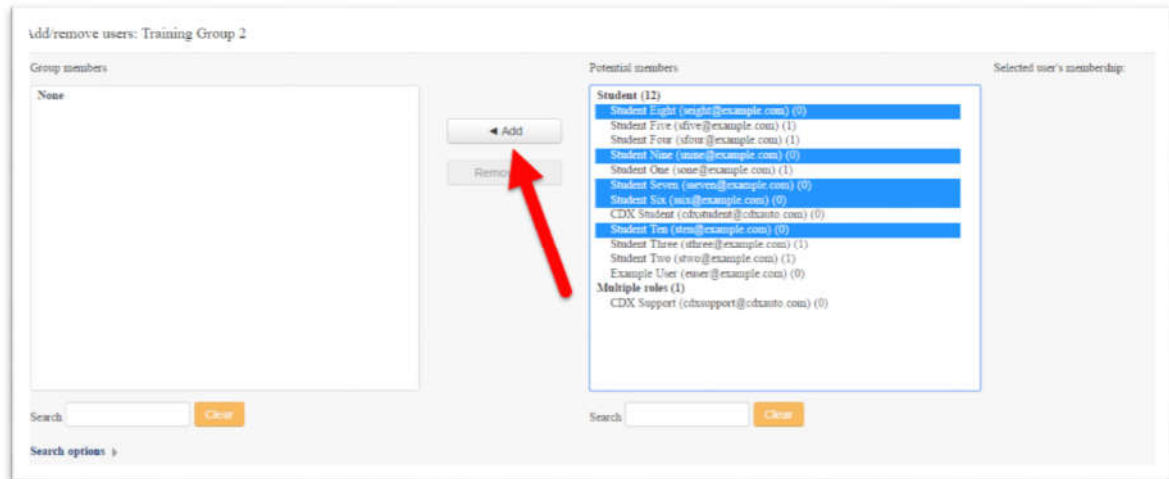 Add/remove users: Training Group 2
Group members
None
Search
Clear
Search options
◄ Add
Remo
Potential members
Student (12)
Student Eight (seight@example.com) (0)
Student Five (sfive@example.com) (1)
Student Four (sfour@example.com) (1)
Student Nine (snine@example.com) (0)
Student One (sone@example.com) (1)
Student Seven (sseven@example.com) (0)
Student Six (ssix@example.com) (0)
CDX Student (cdxstudent@cdxauto.com) (0)
Student Ten (sten@example.com) (0)
Student Three (sthree@example.com) (1)
Student Two (stwo@example.com) (1)
Example User (euser@example.com) (0)
Multiple roles (1)
CDX Support (cdxsupport@cdxauto.com) (0)
Search
Clear
Selected user's membership: